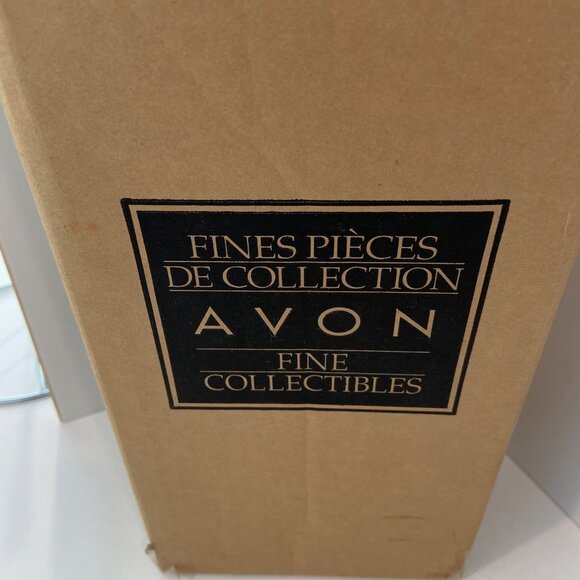 FINES PIÈCES
DE COLLECTION
AVON
FINE
COLLECTIBLES